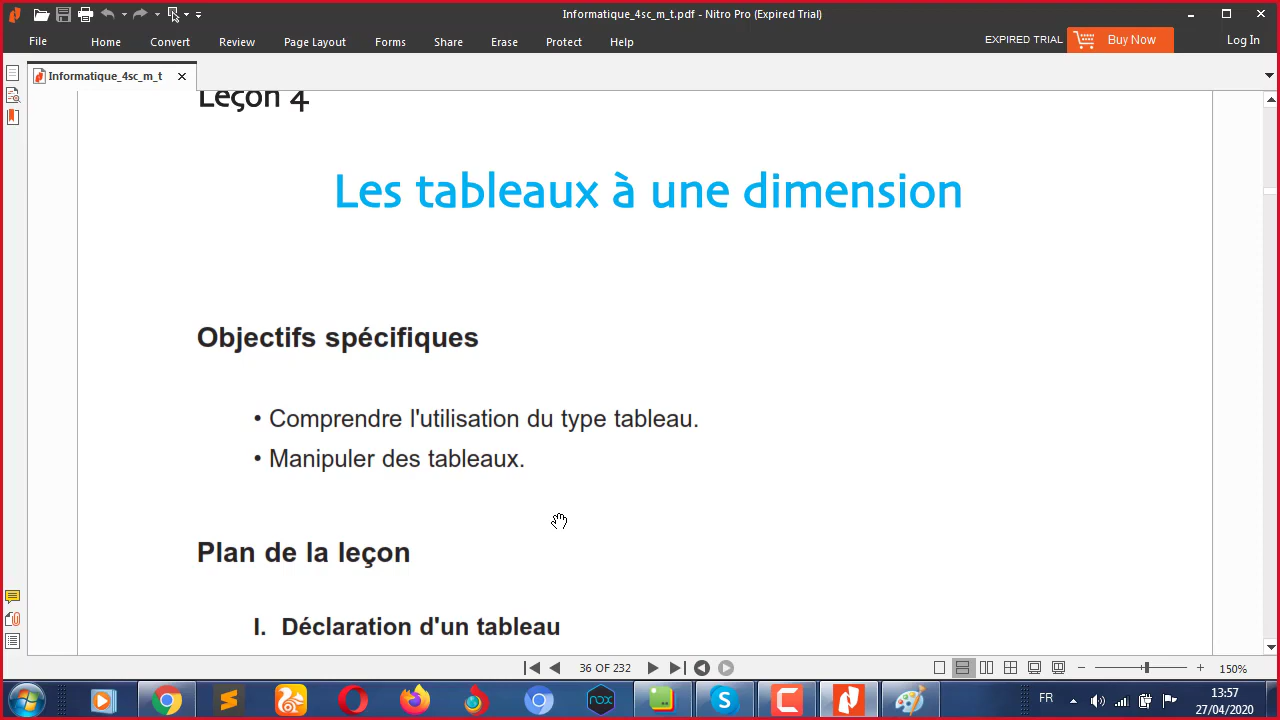 Informatique_4sc_m_t.pdf - Nitro Pro (Expired Trial)
File Home Convert Review Page Layout Forms Share Erase Protect Help EXPIRED TRIAL Buy Now Log In
Informatique_4sc_m_t
Leçon 4
Les tableaux à une dimension
Objectifs spécifiques
• Comprendre l'utilisation du type tableau.
• Manipuler des tableaux.
Plan de la leçon
I. Déclaration d'un tableau
36 OF 232 150%
nox S FR 13:57
27/04/2020